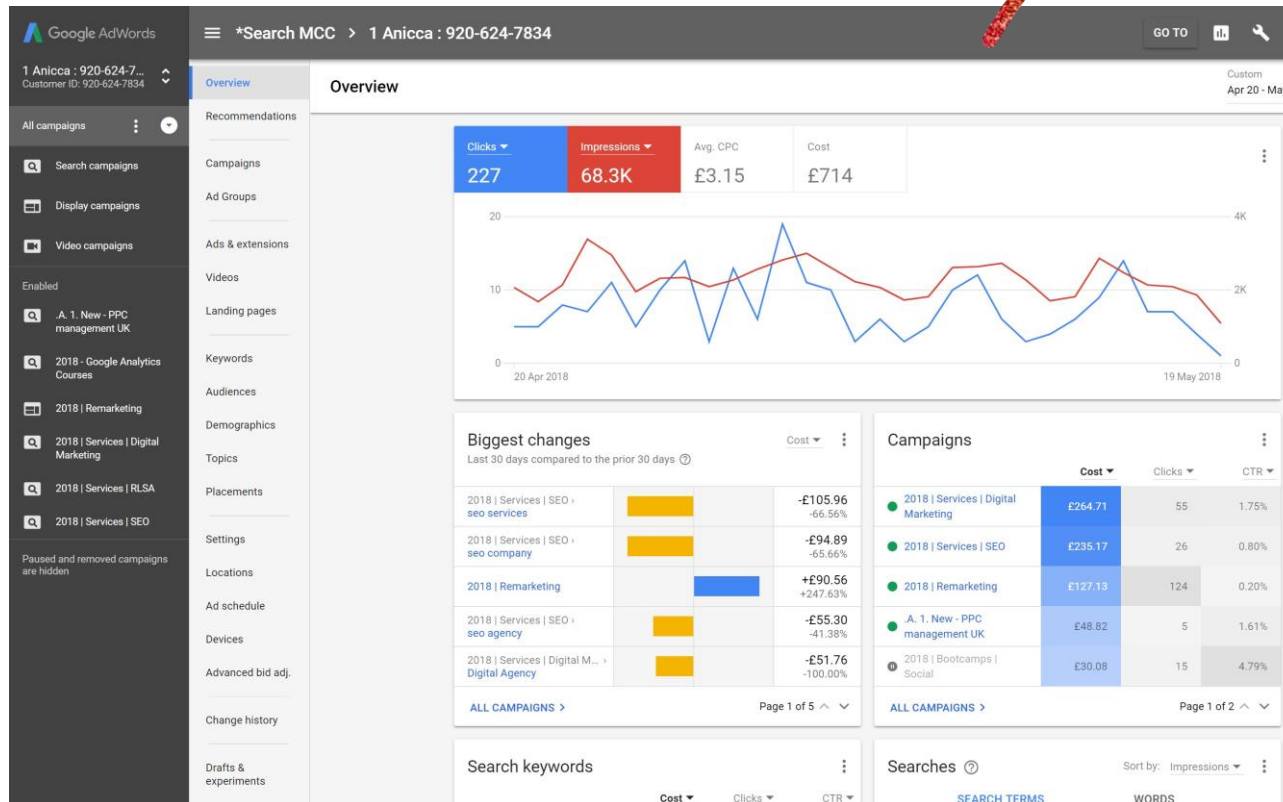 Google AdWords
*Search MCC > 1 Anicca : 920-624-7834
GO TO
1 Anicca : 920-624-7...
Customer ID: 920-624-7834
All campaigns
Search campaigns
Display campaigns
Video campaigns
Enabled
.A. 1. New - PPC
management UK
2018 - Google Analytics
Courses
2018 | Remarketing
2018 | Services | Digital
Marketing
2018 | Services | RLSA
2018 | Services | SEO
Paused and removed campaigns
are hidden
Overview
Recommendations
Campaigns
Ad Groups
Ads & extensions
Videos
Landing pages
Keywords
Audiences
Demographics
Topics
Placements
Settings
Locations
Ad schedule
Devices
Advanced bid adj.
Change history
Drafts &
experiments
Overview
Custom
Apr 20 - Ma
Clicks Impressions Avg. CPC Cost
227 68.3K £3.15 £714
20 4K
10 2K
0 0
20 Apr 2018 19 May 2018
Biggest changes Cost
Last 30 days compared to the prior 30 days
2018 | Services | SEO › -£105.96
seo services -66.56%
2018 | Services | SEO › -£94.89
seo company -65.66%
2018 | Remarketing +£90.56
+247.63%
2018 | Services | SEO › -£55.30
seo agency -41.38%
2018 | Services | Digital M... › -£51.76
Digital Agency -100.00%
ALL CAMPAIGNS > Page 1 of 5
Campaigns
Cost Clicks CTR
2018 | Services | Digital
Marketing £264.71 55 1.75%
2018 | Services | SEO £235.17 26 0.80%
2018 | Remarketing £127.13 124 0.20%
.A. 1. New - PPC
management UK £48.82 5 1.61%
2018 | Bootcamps |
Social £30.08 15 4.79%
ALL CAMPAIGNS > Page 1 of 2
Search keywords
Cost Clicks CTR
Searches Sort by: Impressions
SEARCH TERMS WORDS